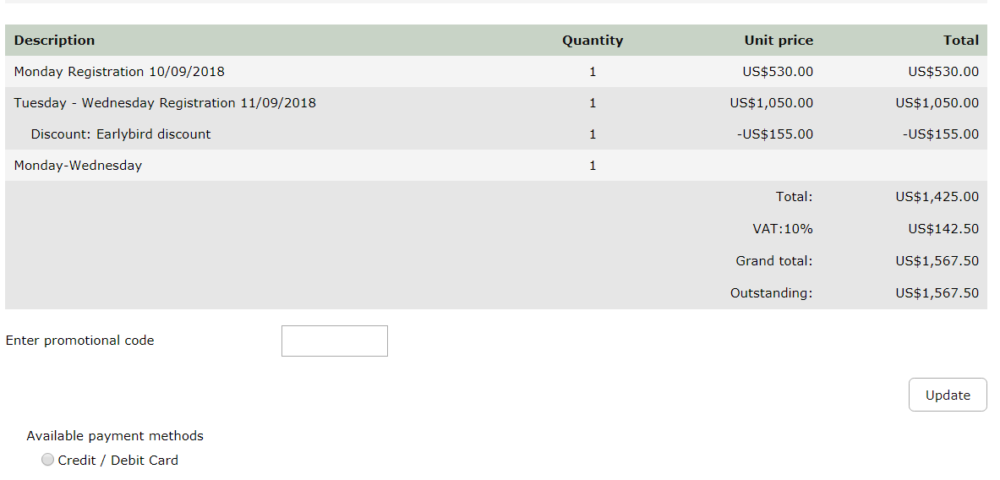 Description Quantity Unit price Total
Monday Registration 10/09/2018 1 US$530.00 US$530.00
Tuesday - Wednesday Registration 11/09/2018 1 US$1,050.00 US$1,050.00
Discount: Earlybird discount 1 -US$155.00 -US$155.00
Monday-Wednesday 1
Total: US$1,425.00
VAT:10% US$142.50
Grand total: US$1,567.50
Outstanding: US$1,567.50
Enter promotional code
Update
Available payment methods
Credit / Debit Card